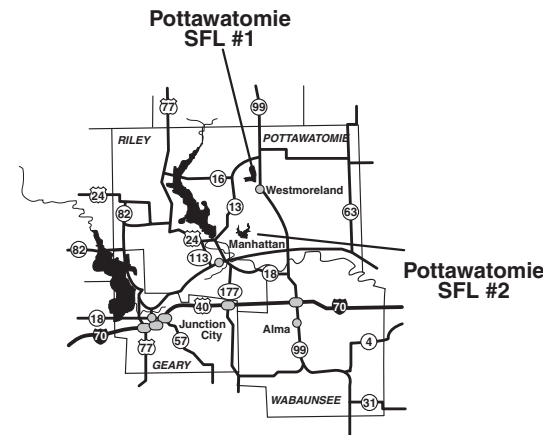 Pottawatomie
SFL #1
77
99
RILEY
POTTAWATOMIE
16
Westmoreland
24
82
13
63
24
Manhattan
82
113
18
Pottawatomie
SFL #2
177
40
70
18
Junction
City
Alma
70
77
57
99
4
GEARY
WABAUNSEE
31